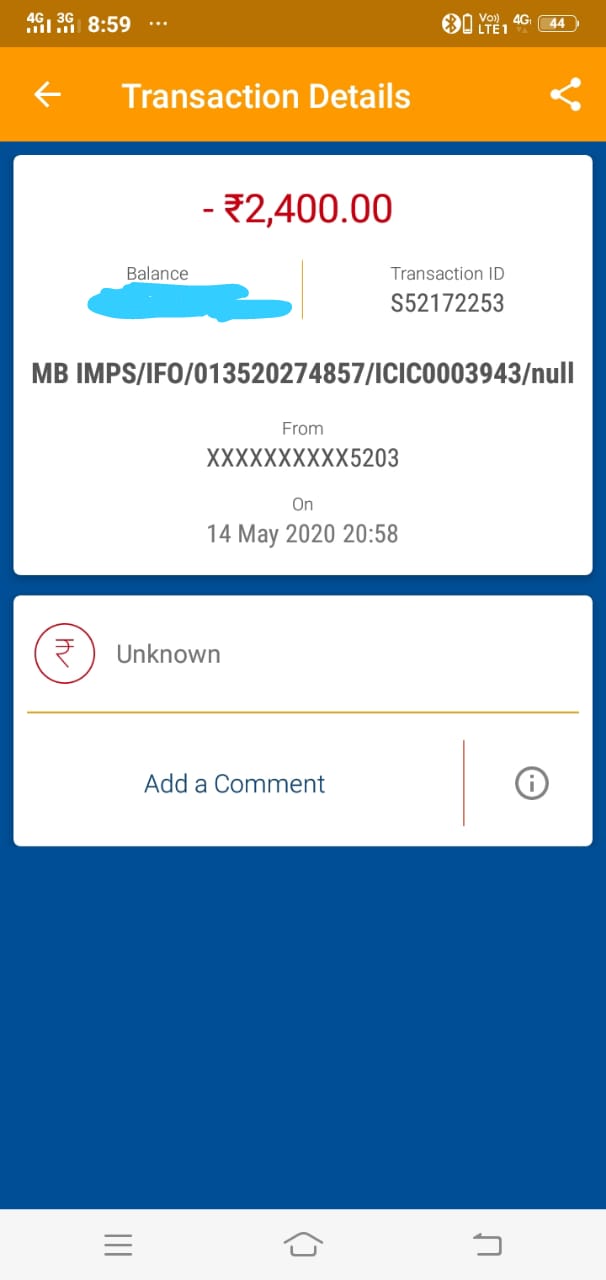 4G 3G 8:59 ... Vo)) LTE1 4G 44
Transaction Details
- ₹2,400.00
Balance Transaction ID
S52172253
MB IMPS/IFO/013520274857/ICIC0003943/null
From
XXXXXXXXXX5203
On
14 May 2020 20:58
₹ Unknown
Add a Comment